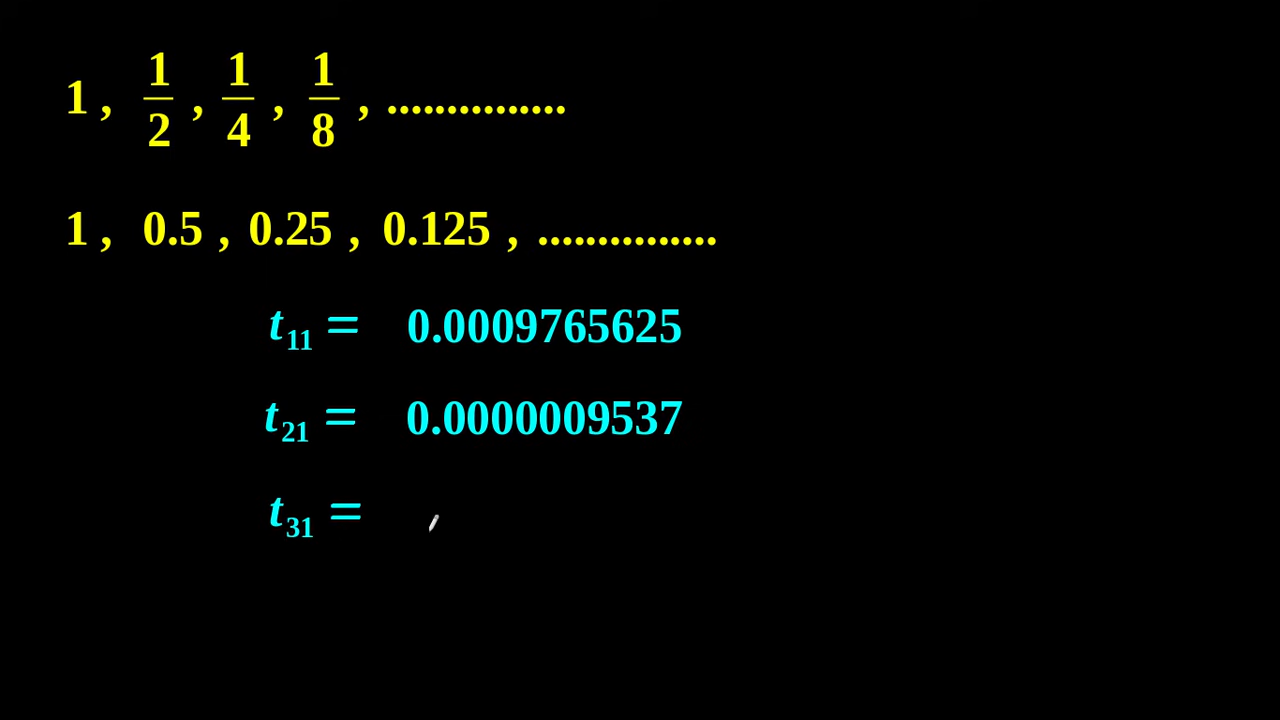 1 , 1/2 , 1/4 , 1/8 , ...............
1 , 0.5 , 0.25 , 0.125 , ...............
t₁₁ = 0.0009765625
t₂₁ = 0.0000009537
t₃₁ =